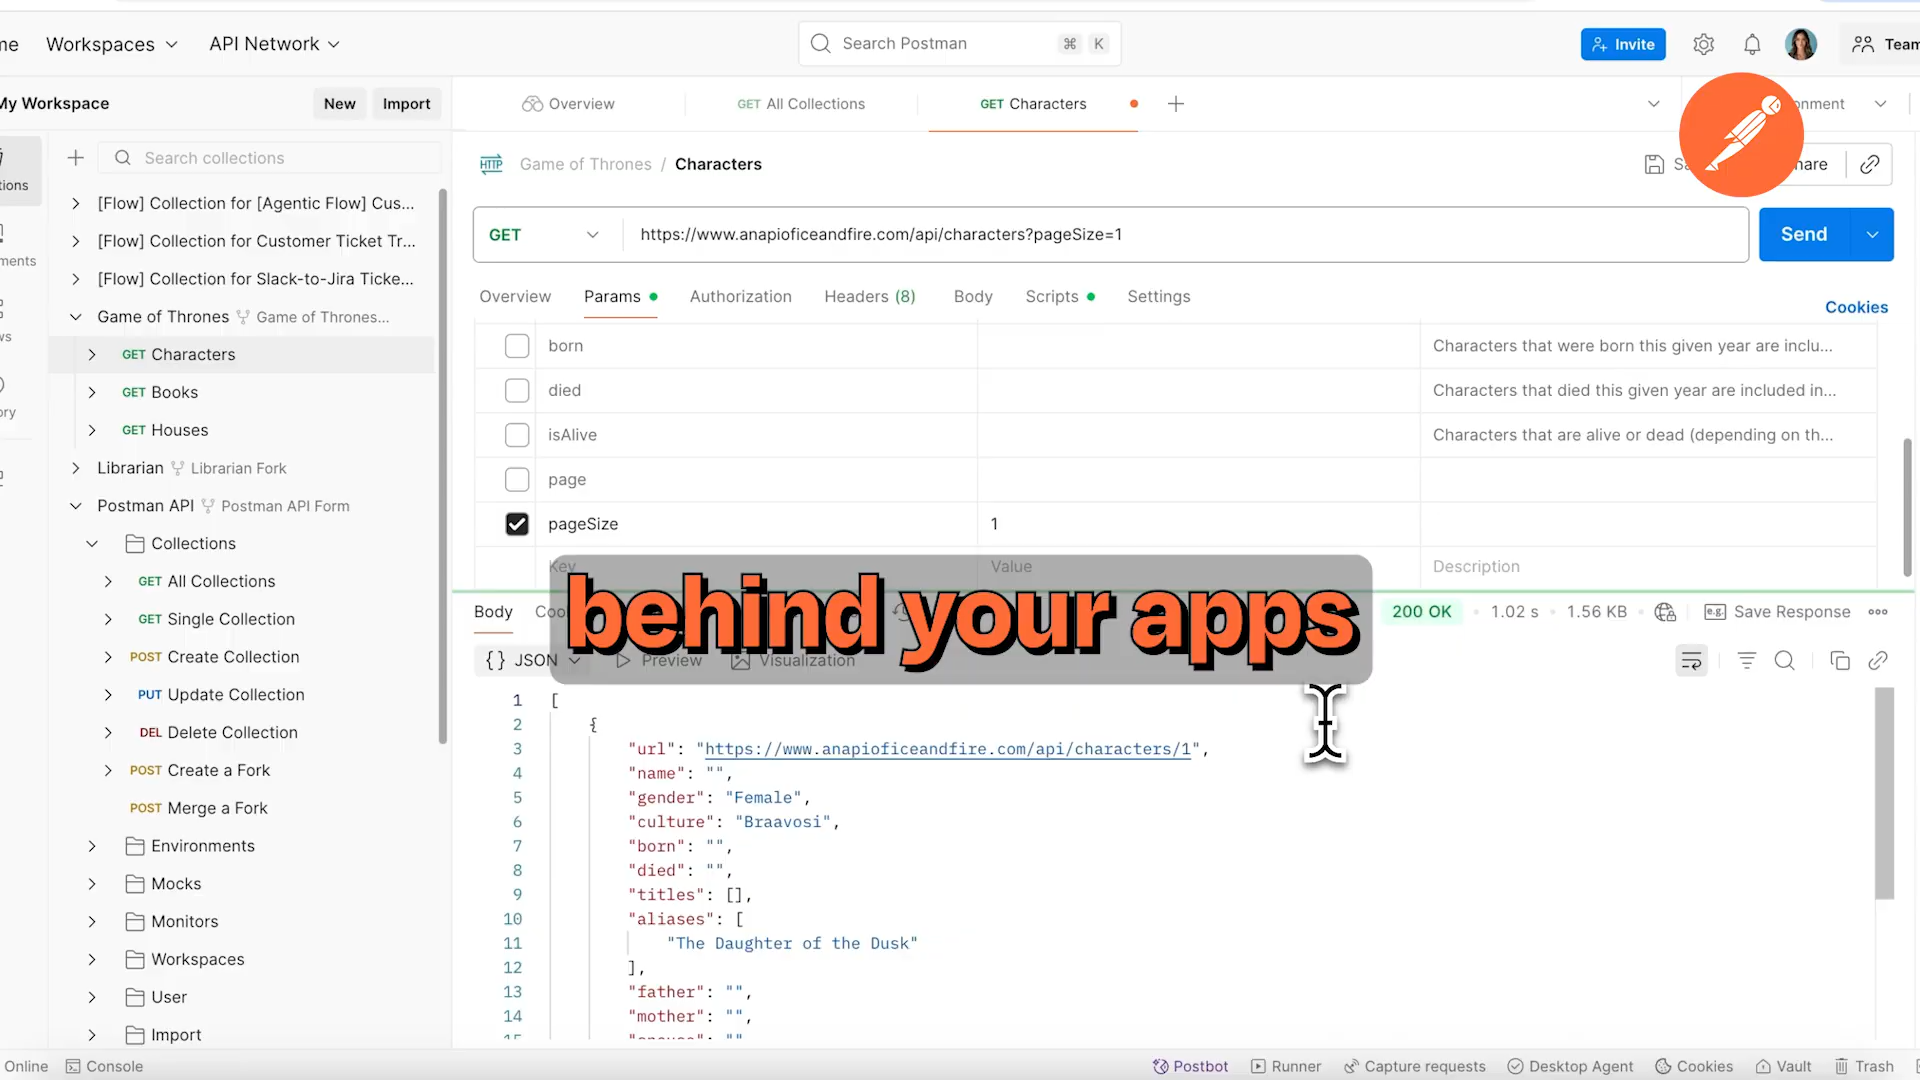 me Workspaces API Network Search Postman ⌘ K Invite Team
My Workspace New Import Overview GET All Collections GET Characters
Search collections
HTTP Game of Thrones / Characters
[Flow] Collection for [Agentic Flow] Cus...
[Flow] Collection for Customer Ticket Tr...
[Flow] Collection for Slack-to-Jira Ticke...
Game of Thrones Game of Thrones...
GET Characters
GET Books
GET Houses
Librarian Librarian Fork
Postman API Postman API Form
Collections
GET All Collections
GET Single Collection
POST Create Collection
PUT Update Collection
DEL Delete Collection
POST Create a Fork
POST Merge a Fork
Environments
Mocks
Monitors
Workspaces
User
Import
GET https://www.anapioficeandfire.com/api/characters?pageSize=1 Send
Overview Params Authorization Headers (8) Body Scripts Settings
Cookies
born Characters that were born this given year are inclu...
died Characters that died this given year are included in...
isAlive Characters that are alive or dead (depending on th...
page
pageSize 1
Key Value Description
behind your apps
Body 200 OK 1.02 s 1.56 KB e.g. Save Response
{} JSON Preview Visualization
1 [
2 {
3 "url": "https://www.anapioficeandfire.com/api/characters/1",
4 "name": "",
5 "gender": "Female",
6 "culture": "Braavosi",
7 "born": "",
8 "died": "",
9 "titles": [],
10 "aliases": [
11 "The Daughter of the Dusk"
12 ],
13 "father": "",
14 "mother": "",
Online Console Postbot Runner Capture requests Desktop Agent Cookies Vault Trash